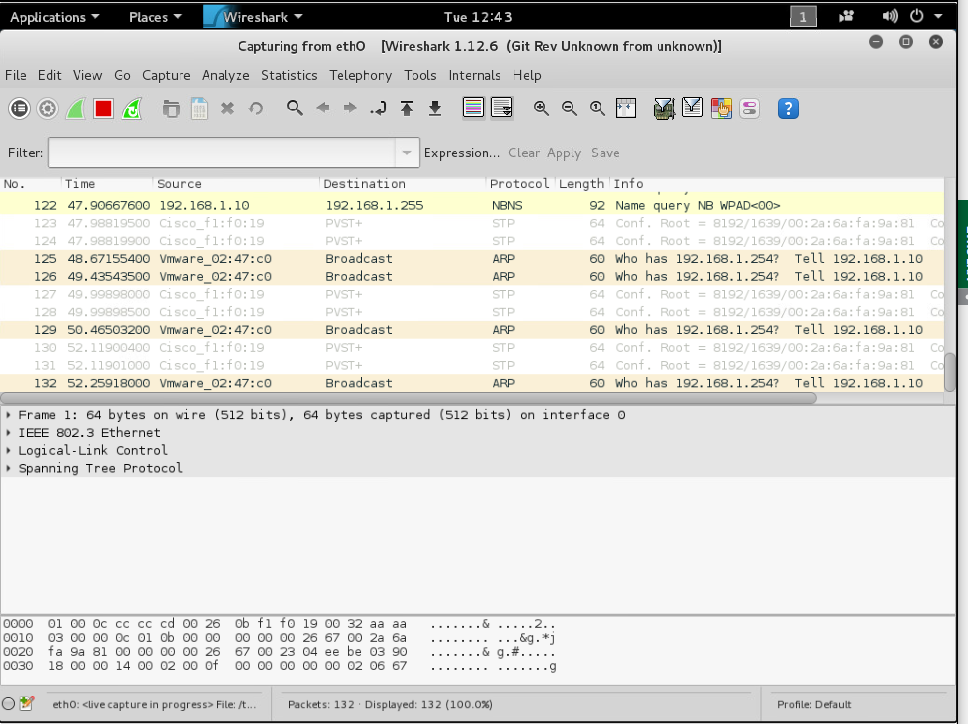 Applications Places Wireshark Tue 12:43 1
Capturing from eth0 [Wireshark 1.12.6 (Git Rev Unknown from unknown)]
File Edit View Go Capture Analyze Statistics Telephony Tools Internals Help
Filter: Expression... Clear Apply Save
No. Time Source Destination Protocol Length Info
122 47.90667600 192.168.1.10 192.168.1.255 NBNS 92 Name query NB WPAD<00>
123 47.98819500 Cisco_f1:f0:19 PVST+ STP 64 Conf. Root = 8192/1639/00:2a:6a:fa:9a:81 Co
124 47.98819900 Cisco_f1:f0:19 PVST+ STP 64 Conf. Root = 8192/1639/00:2a:6a:fa:9a:81 Co
125 48.67155400 Vmware_02:47:c0 Broadcast ARP 60 Who has 192.168.1.254? Tell 192.168.1.10
126 49.43543500 Vmware_02:47:c0 Broadcast ARP 60 Who has 192.168.1.254? Tell 192.168.1.10
127 49.99898000 Cisco_f1:f0:19 PVST+ STP 64 Conf. Root = 8192/1639/00:2a:6a:fa:9a:81 Co
128 49.99898500 Cisco_f1:f0:19 PVST+ STP 64 Conf. Root = 8192/1639/00:2a:6a:fa:9a:81 Co
129 50.46503200 Vmware_02:47:c0 Broadcast ARP 60 Who has 192.168.1.254? Tell 192.168.1.10
130 52.11900400 Cisco_f1:f0:19 PVST+ STP 64 Conf. Root = 8192/1639/00:2a:6a:fa:9a:81 Co
131 52.11901000 Cisco_f1:f0:19 PVST+ STP 64 Conf. Root = 8192/1639/00:2a:6a:fa:9a:81 Co
132 52.25918000 Vmware_02:47:c0 Broadcast ARP 60 Who has 192.168.1.254? Tell 192.168.1.10
Frame 1: 64 bytes on wire (512 bits), 64 bytes captured (512 bits) on interface 0
IEEE 802.3 Ethernet
Logical-Link Control
Spanning Tree Protocol
0000 01 00 0c cc cc cd 00 26 0b f1 f0 19 00 32 aa aa .......& .....2..
0010 03 00 00 0c 01 0b 00 00 00 00 00 26 67 00 2a 6a ........ ...&g.*j
0020 fa 9a 81 00 00 00 00 26 67 00 23 04 ee be 03 90 .......& g.#.....
0030 18 00 00 14 00 02 00 0f 00 00 00 00 00 02 06 67 ........ .......g
eth0: <live capture in progress> File: /t... Packets: 132 · Displayed: 132 (100.0%) Profile: Default